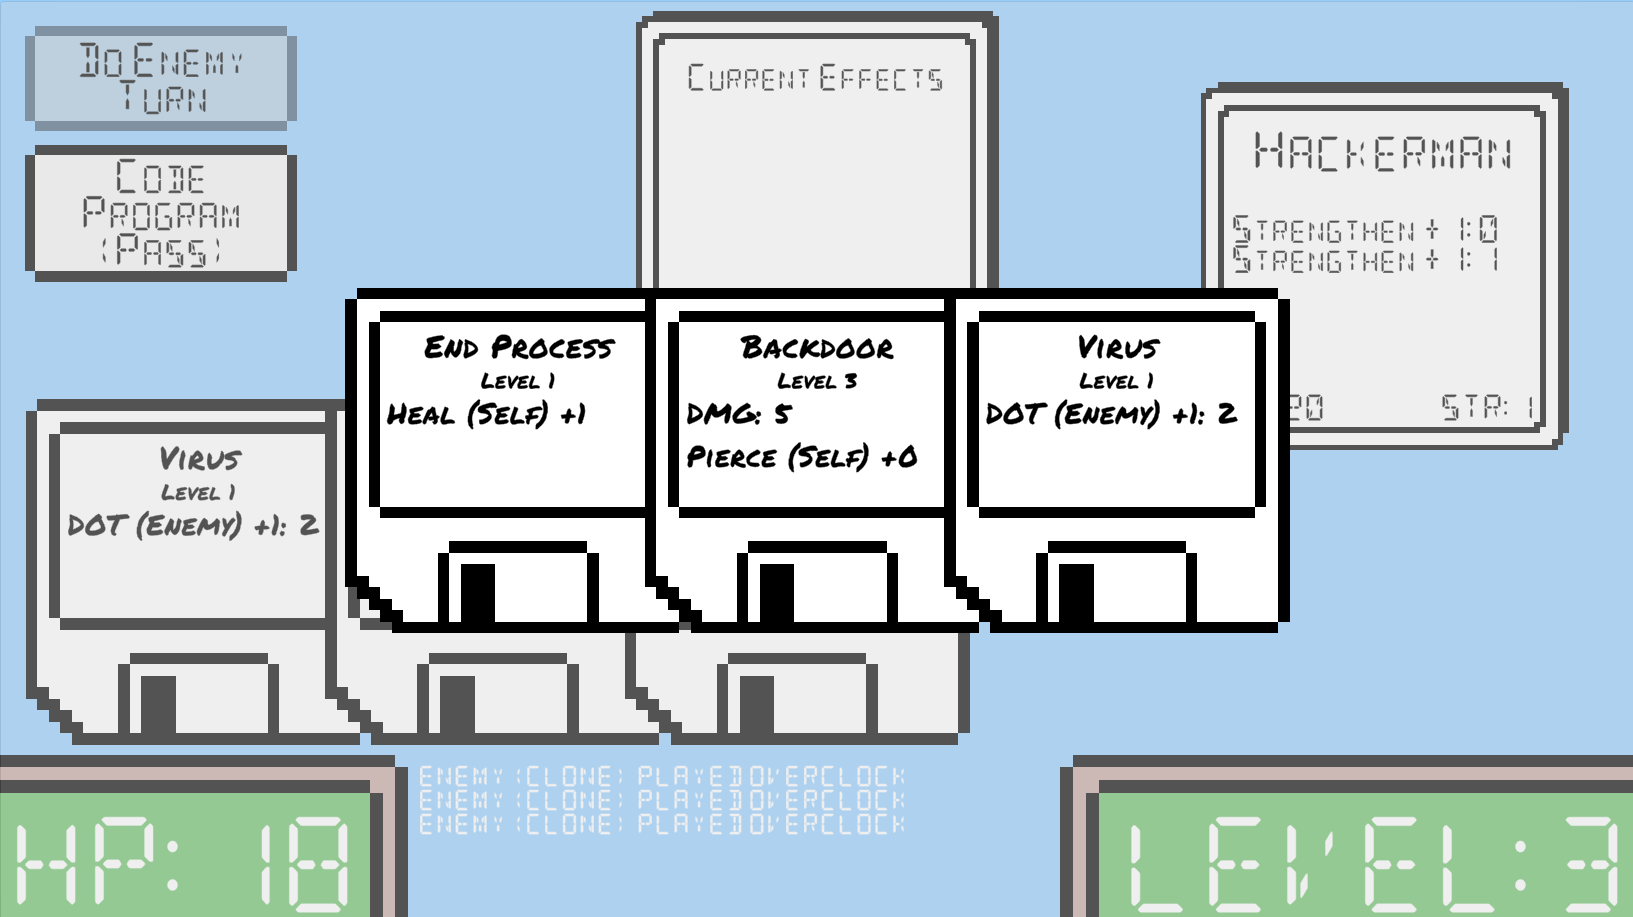 Do Enemy
Turn
Code
Program
(Pass)
Current Effects
Hackerman
Strengthen + 1:0
Strengthen + 1:1
20
STR: 1
End Process
Level 1
Heal (Self) +1
Backdoor
Level 3
DMG: 5
Pierce (Self) +0
Virus
Level 1
DOT (Enemy) +1: 2
Virus
Level 1
DOT (Enemy) +1: 2
Enemy(Clone) played Overclock
Enemy(Clone) played Overclock
Enemy(Clone) played Overclock
HP: 18
Level: 3